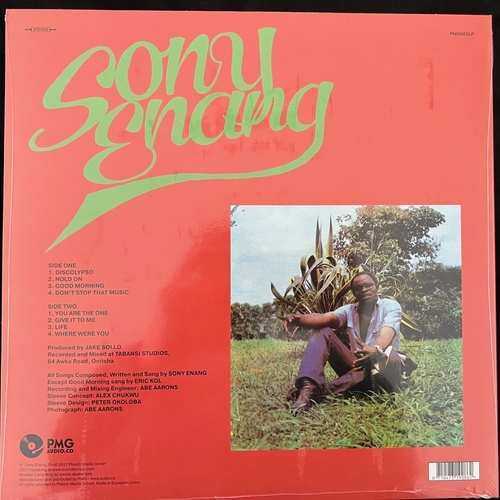 STEREO
Sony
Enang
SIDE ONE
1. DISCOLYPSO
2. HOLD ON
3. GOOD MORNING
4. DON'T STOP THAT MUSIC
SIDE TWO
1. YOU ARE THE ONE
2. GIVE IT TO ME
3. LIFE
4. WHERE WERE YOU
Produced by JAKE SOLLO
Recorded and Mixed at TABANSI STUDIOS,
64 Awka Road, Onitsha
All Songs Composed, Written and Sang by SONY ENANG
Except Good Morning sang by ERIC KOL
Recording and Mixing Engineer: ABE AARONS
Sleeve Concept: ALEX CHUKWU
Sleeve Design: PETER OKOLOBA
Photograph: ABE AARONS
PMG
AUDIO.CD